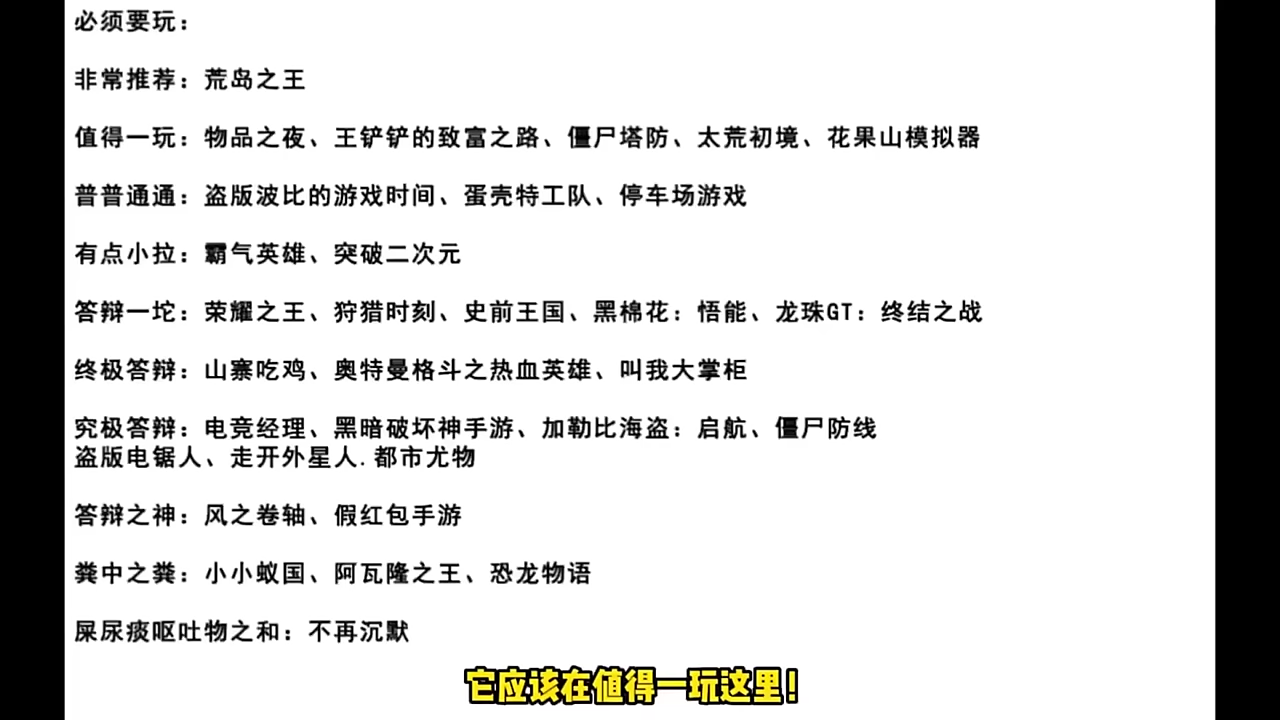 必须要玩：
非常推荐：荒岛之王
值得一玩：物品之夜、王铲铲的致富之路、僵尸塔防、太荒初境、花果山模拟器
普普通通：盗版波比的游戏时间、蛋壳特工队、停车场游戏
有点小拉：霸气英雄、突破二次元
答辩一坨：荣耀之王、狩猎时刻、史前王国、黑棉花：悟能、龙珠GT：终结之战
终极答辩：山寨吃鸡、奥特曼格斗之热血英雄、叫我大掌柜
究极答辩：电竞经理、黑暗破坏神手游、加勒比海盗：启航、僵尸防线
盗版电锯人、走开外星人.都市尤物
答辩之神：风之卷轴、假红包手游
粪中之粪：小小蚁国、阿瓦隆之王、恐龙物语
屎尿痰呕吐物之和：不再沉默
它应该在值得一玩这里！